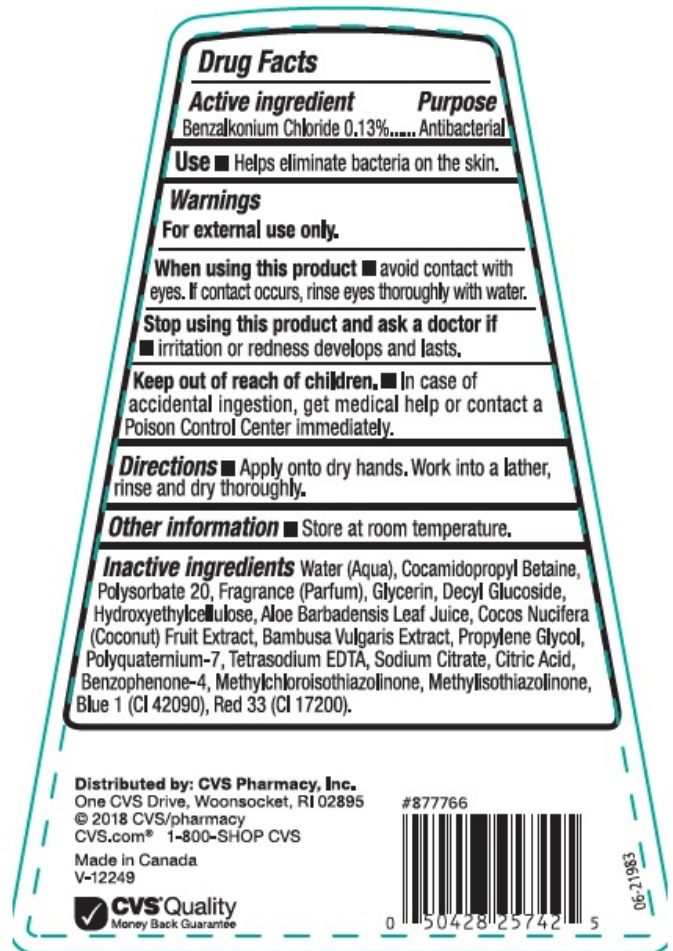 Drug Facts
Active ingredient Purpose
Benzalkonium Chloride 0.13%...... Antibacterial
Use ■ Helps eliminate bacteria on the skin.
Warnings
For external use only.
When using this product ■ avoid contact with
eyes. If contact occurs, rinse eyes thoroughly with water.
Stop using this product and ask a doctor if
■ irritation or redness develops and lasts.
Keep out of reach of children. ■ In case of
accidental ingestion, get medical help or contact a
Poison Control Center immediately.
Directions ■ Apply onto dry hands. Work into a lather,
rinse and dry thoroughly.
Other information ■ Store at room temperature.
Inactive ingredients Water (Aqua), Cocamidopropyl Betaine,
Polysorbate 20, Fragrance (Parfum), Glycerin, Decyl Glucoside,
Hydroxyethylcellulose, Aloe Barbadensis Leaf Juice, Cocos Nucifera
(Coconut) Fruit Extract, Bambusa Vulgaris Extract, Propylene Glycol,
Polyquaternium-7, Tetrasodium EDTA, Sodium Citrate, Citric Acid,
Benzophenone-4, Methylchloroisothiazolinone, Methylisothiazolinone,
Blue 1 (CI 42090), Red 33 (CI 17200).
Distributed by: CVS Pharmacy, Inc.
One CVS Drive, Woonsocket, RI 02895
© 2018 CVS/pharmacy
CVS.com® 1-800-SHOP CVS
Made in Canada
V-12249
CVS® Quality
Money Back Guarantee
#877766
0 50428 25742 5
06-21983